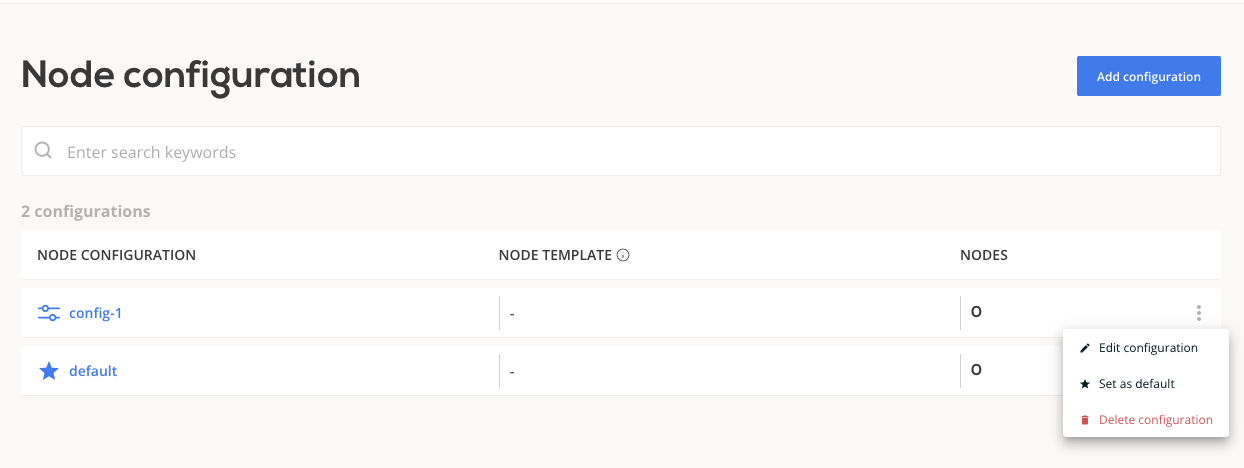 Node configuration
Add configuration
Enter search keywords
2 configurations
NODE CONFIGURATION NODE TEMPLATE NODES
config-1 - 0
default - 0
Edit configuration
Set as default
Delete configuration